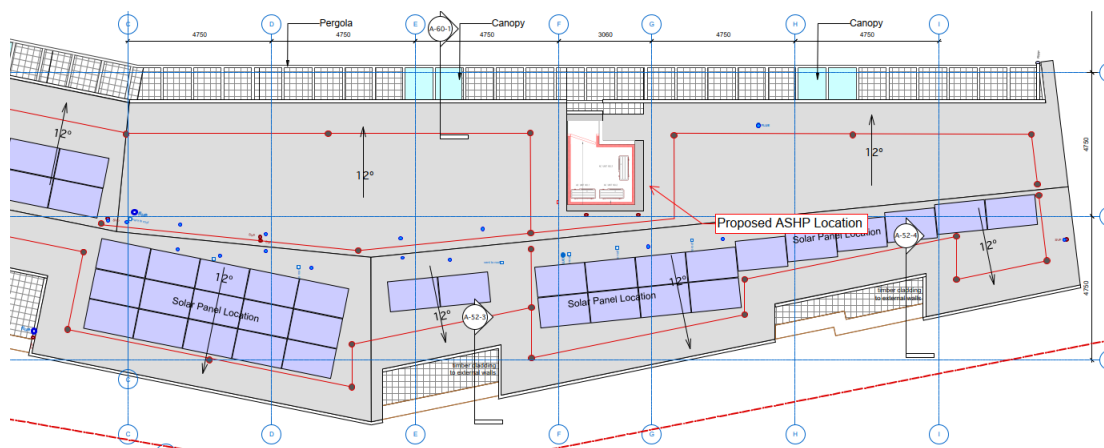 C
D
E
F
G
H
I
Pergola
A-60-1
Canopy
Canopy
4750
4750
4750
3060
4750
4750
12°
12°
12°
4750
Proposed ASHP Location
Solar Panel Location
A-52-4
12°
12°
Solar Panel Location
12°
A-52-3
Solar Panel Location
12°
4750
timber cladding
to external walls
timber cladding
to external walls
C
C
D
E
F
G
H
I